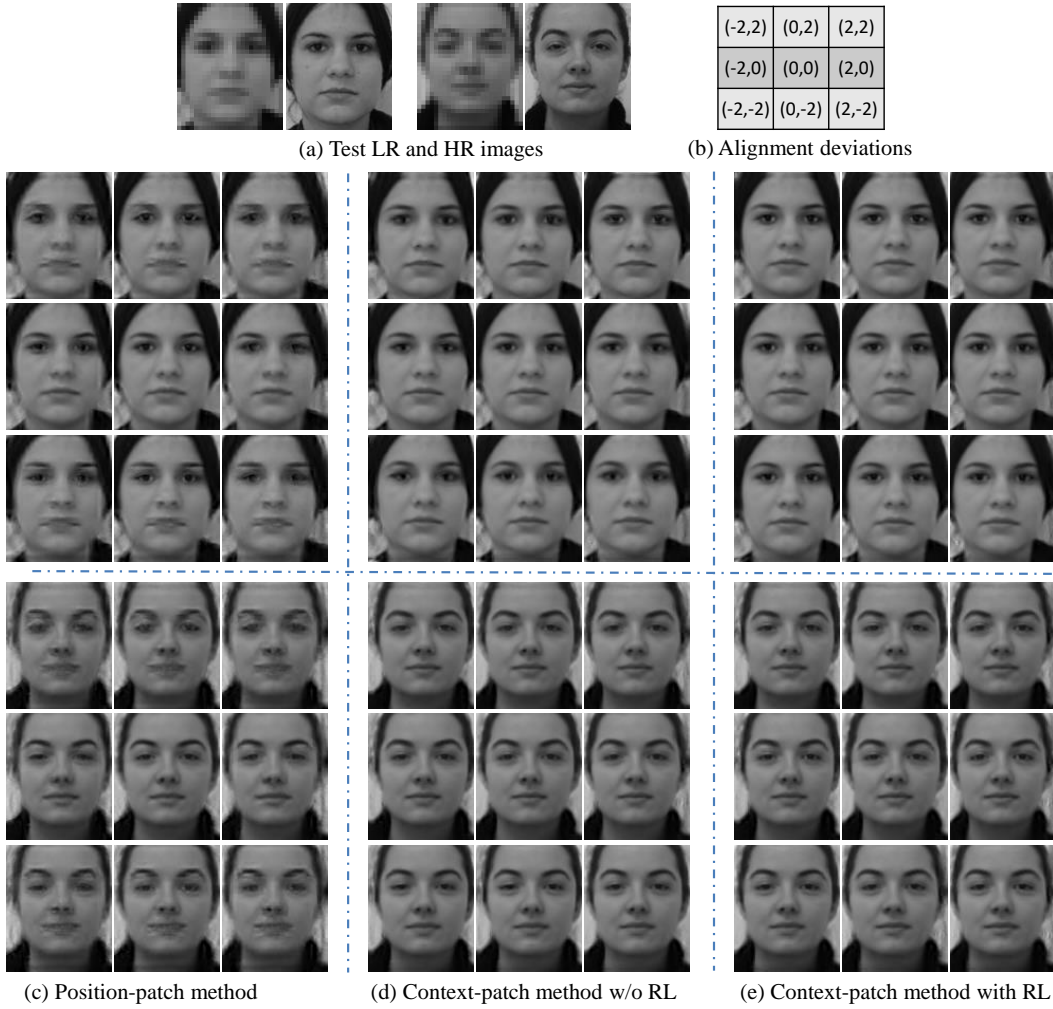 (-2,2) (0,2) (2,2)
(-2,0) (0,0) (2,0)
(-2,-2) (0,-2) (2,-2)
(a) Test LR and HR images
(b) Alignment deviations
(c) Position-patch method
(d) Context-patch method w/o RL
(e) Context-patch method with RL